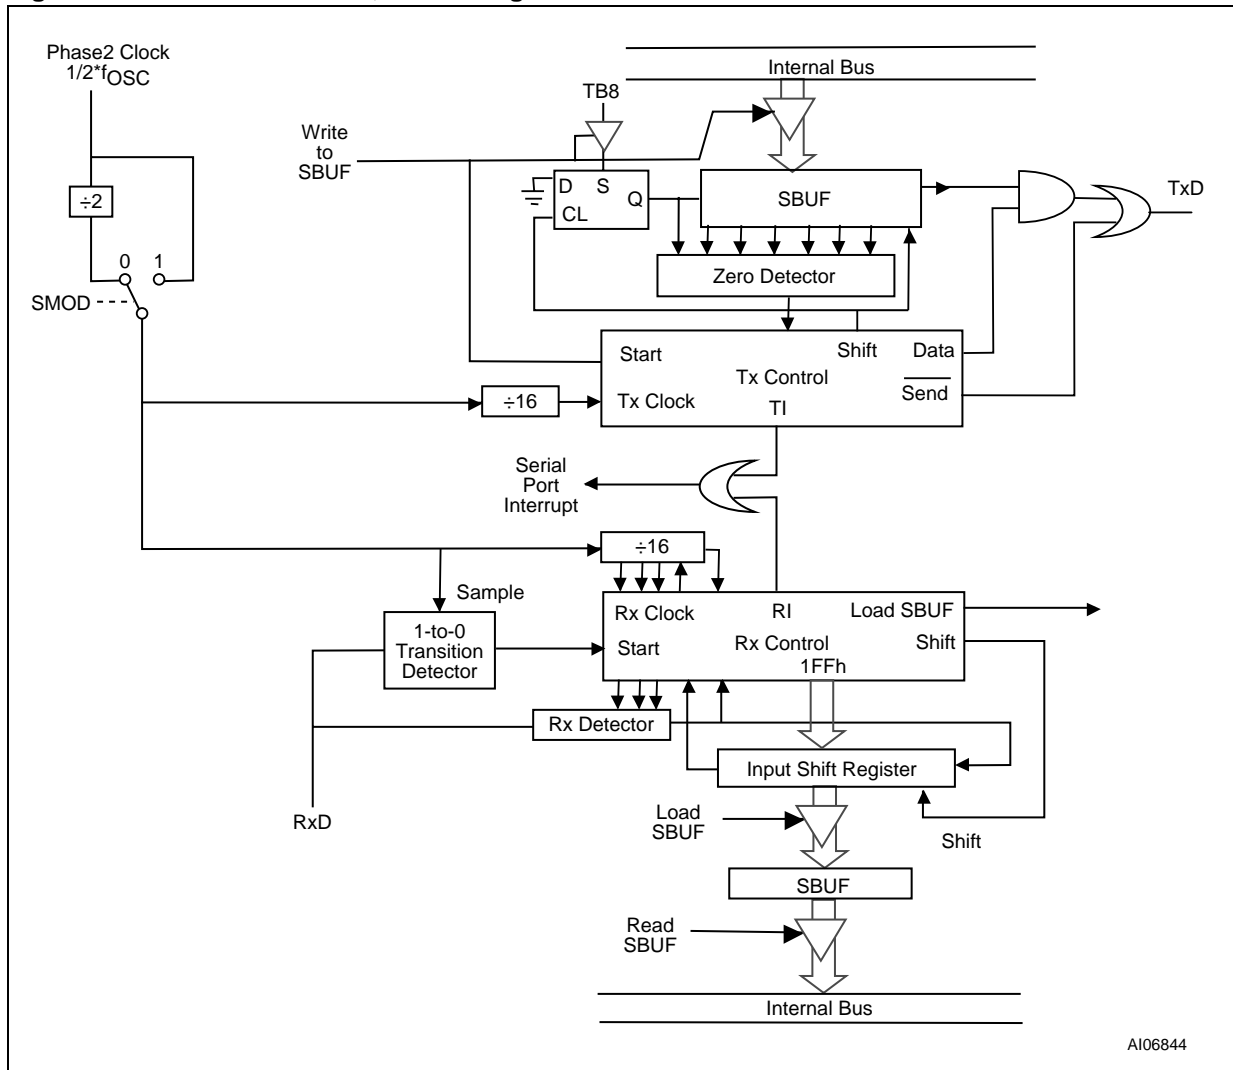 Phase2 Clock
1/2*fOSC
Internal Bus
TB8
Write
to
SBUF
D S
Q
CL
SBUF
TxD
÷2
0 1
Zero Detector
SMOD
Start
Shift
Data
Tx Control
Send
÷16
Tx Clock
TI
Serial
Port
Interrupt
÷16
Sample
Rx Clock
RI
Load SBUF
1-to-0
Transition
Detector
Start
Rx Control
Shift
1FFh
Rx Detector
Input Shift Register
RxD
Load
SBUF
Shift
SBUF
Read
SBUF
Internal Bus
AI06844